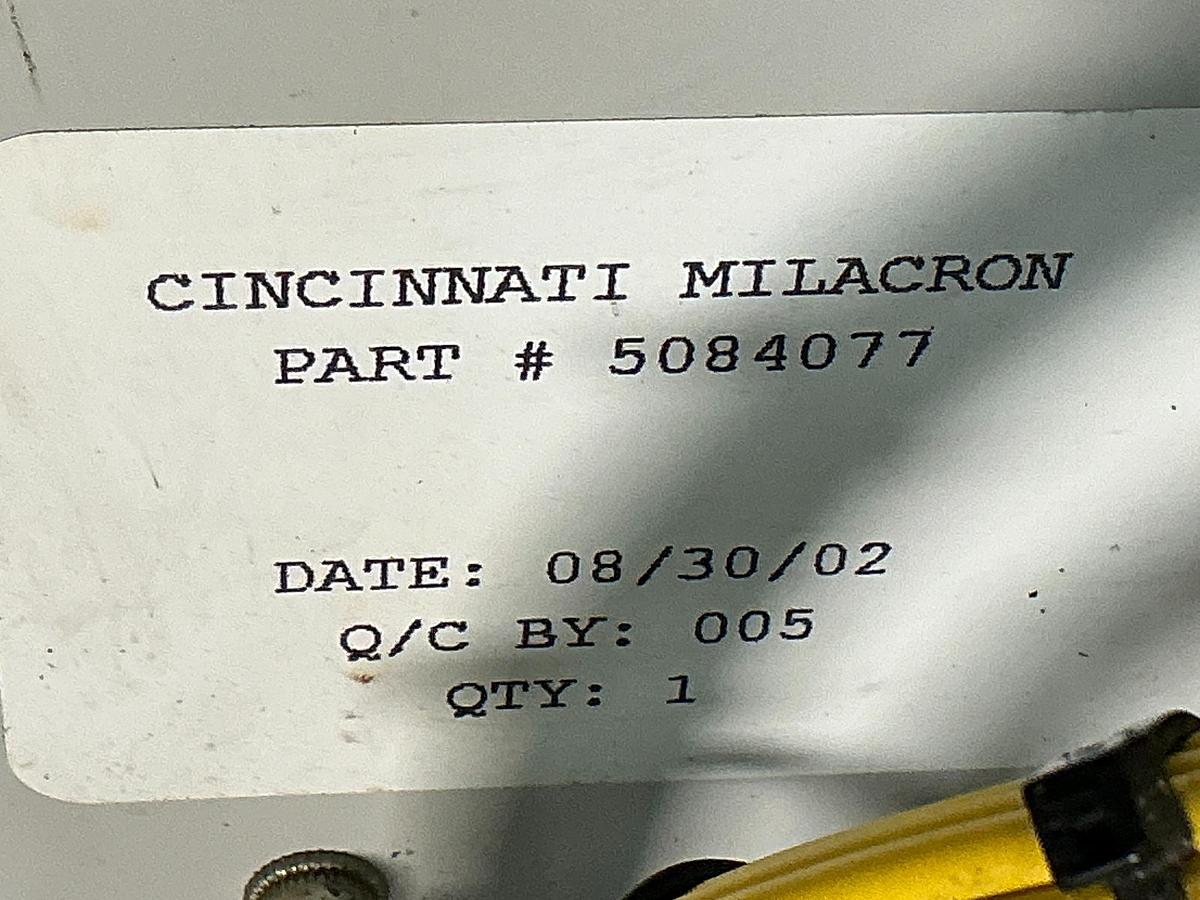 CINCINNATI MILACRON
PART # 5084077
DATE: 08/30/02
Q/C BY: 005
QTY: 1